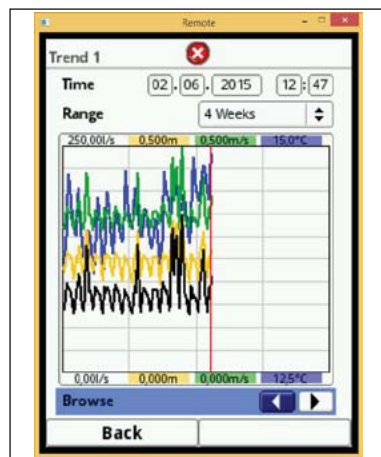 Remote
Trend 1
Time 02. 06. 2015 12:47
Range 4 Weeks
250,00l/s 0,500m 0,500m/s 15,0°C
0,00l/s 0,000m 0,000m/s 12,5°C
Browse
Back